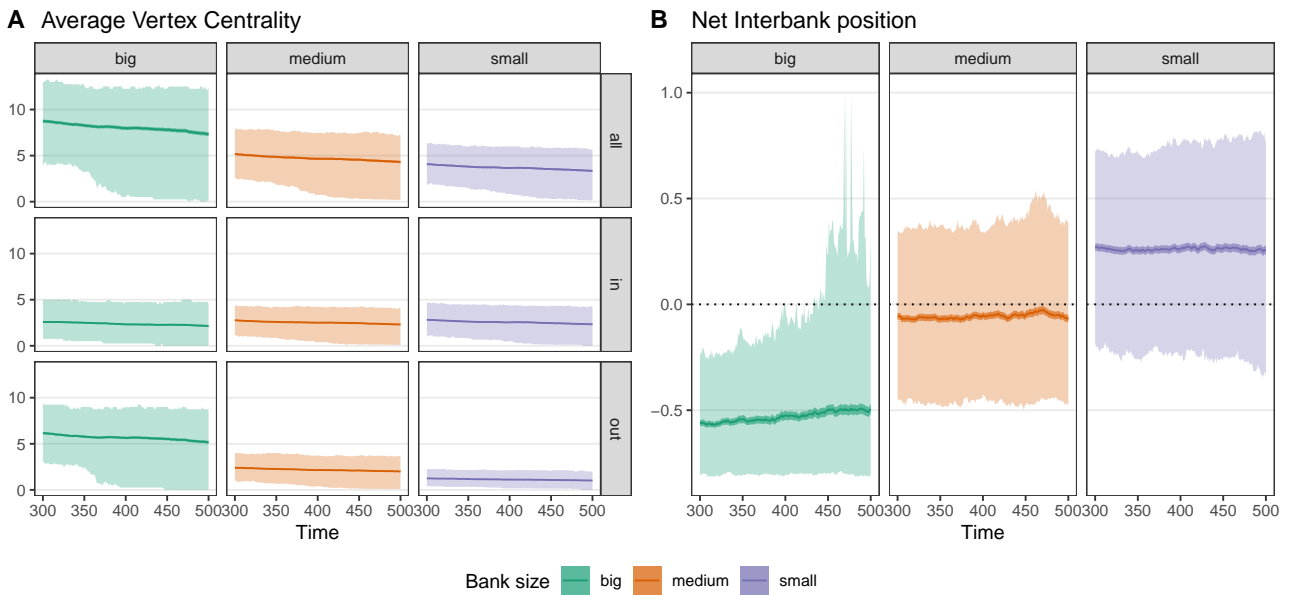 A Average Vertex Centrality
big medium small
10
5
0
all
10
5
0
in
10
5
0
out
300 350 400 450 500 300 350 400 450 500 300 350 400 450 500
Time
B Net Interbank position
big medium small
1.0
0.5
0.0
−0.5
300 350 400 450 500 300 350 400 450 500 300 350 400 450 500
Time
Bank size big medium small